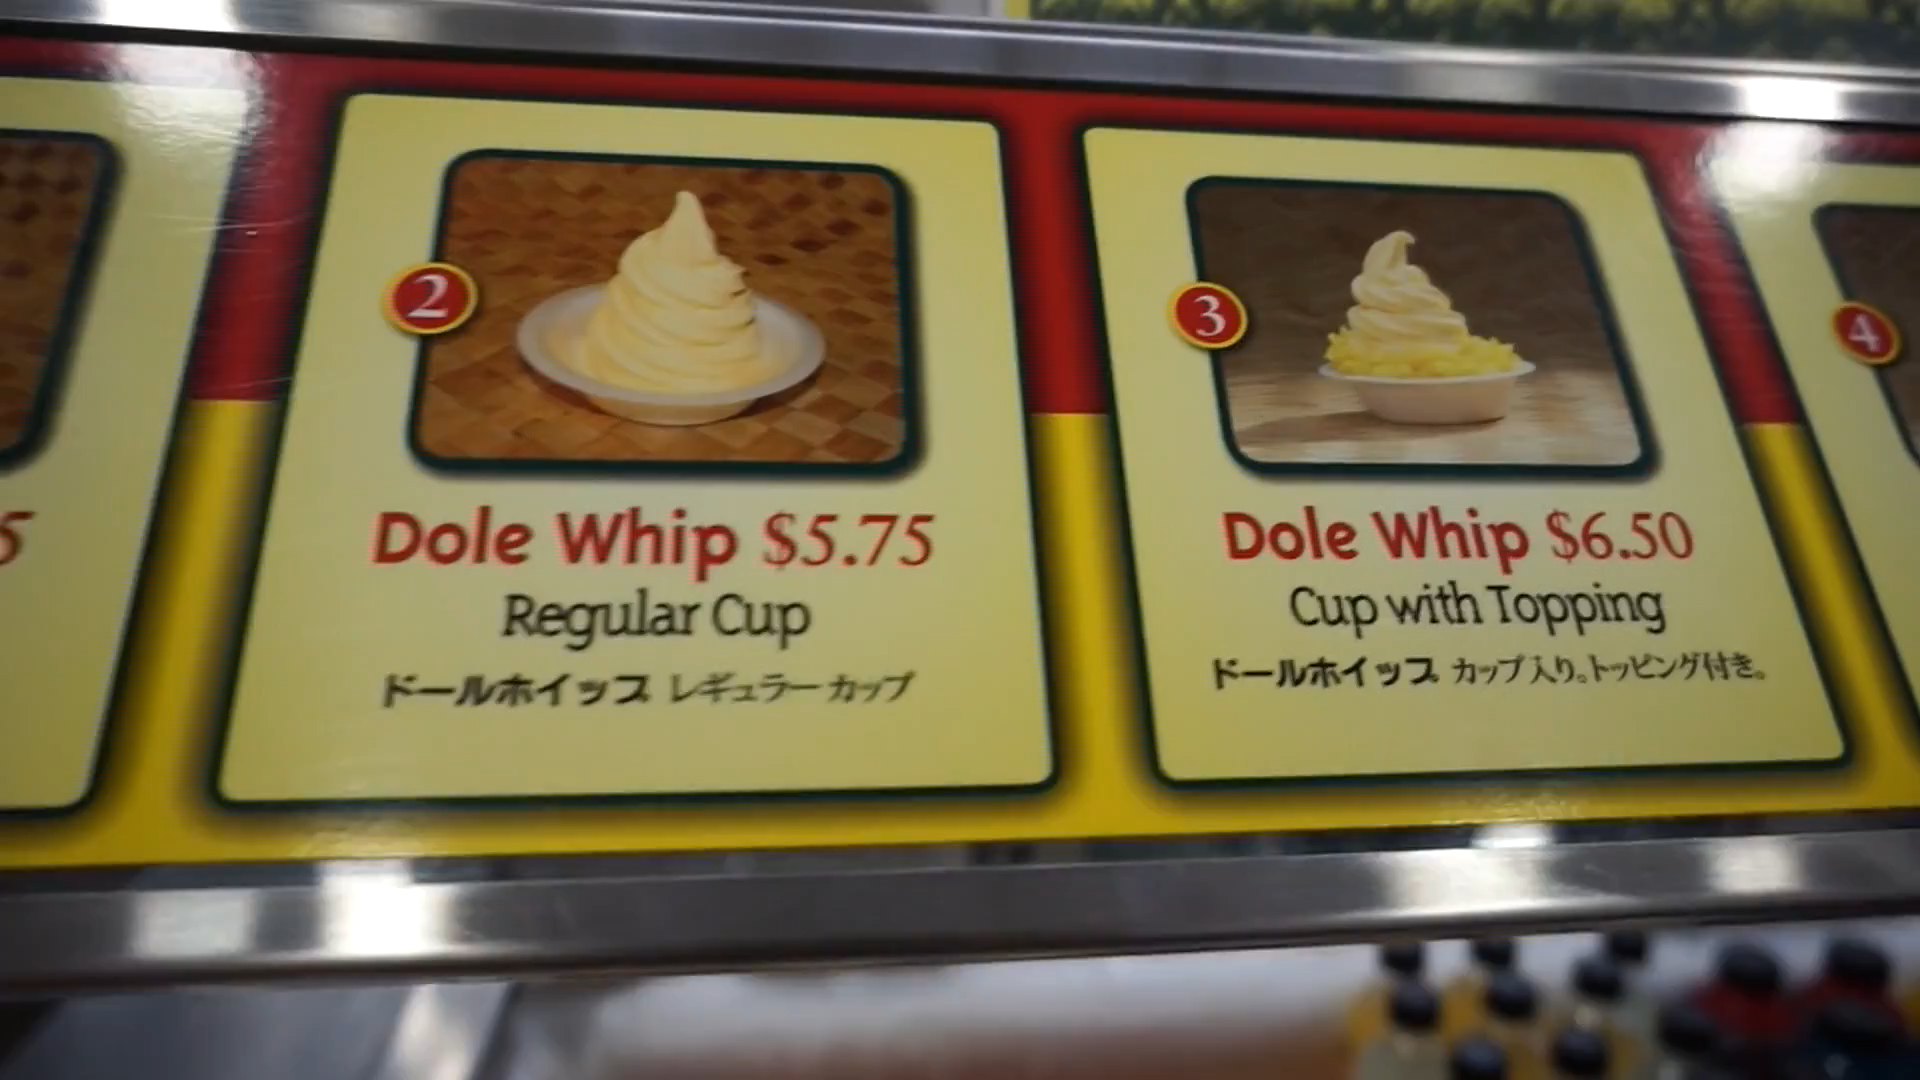 5
2
Dole Whip $5.75
Regular Cup
ドールホイップ レギュラー カップ
3
Dole Whip $6.50
Cup with Topping
ドールホイップ カップ入り。トッピング付き。
4